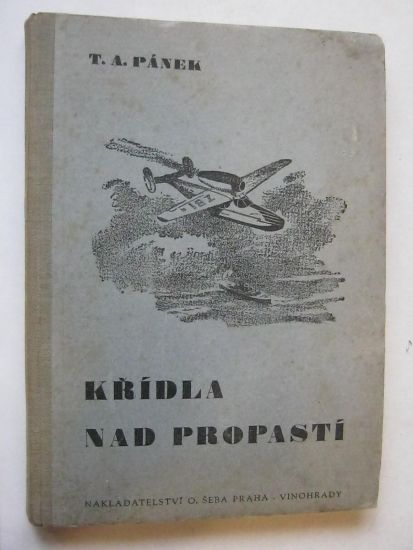 T. A. PÁNEK
KŘÍDLA
NAD PROPASTÍ
NAKLADATELSTVÍ O. ŠEBA PRAHA - VINOHRADY